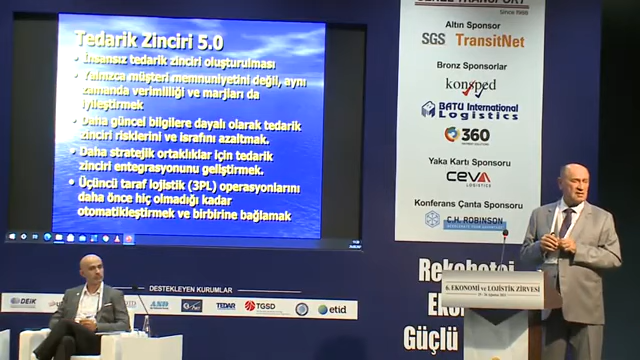 Tedarik Zinciri 5.0
İnsansız tedarik zinciri oluşturulması
Yalnızca müşteri memnuniyetini değil, aynı
zamanda verimliliği ve marjları da
iyileştirmek
Daha güncel bilgilere dayalı olarak tedarik
zinciri risklerini ve israfını azaltmak.
Daha stratejik ortaklıklar için tedarik
zinciri entegrasyonunu geliştirmek.
Üçüncü taraf lojistik (3PL) operasyonlarını
daha önce hiç olmadığı kadar
otomatikleştirmek ve birbirine bağlamak
DESTEKLEYEN KURUMLAR
DEİK
TEDAR
TGSD
etid
TRANSPORT
Since 1998
Altın Sponsor
SGS TransitNet
Bronz Sponsorlar
konsped
BATU International
Logistics
360
Yaka Kartı Sponsoru
CEVA
LOGISTICS
Konferans Çanta Sponsoru
C.H. ROBINSON
6. EKONOMİ ve LOJİSTİK ZİRVESİ
Rekabetçi
Güçlü